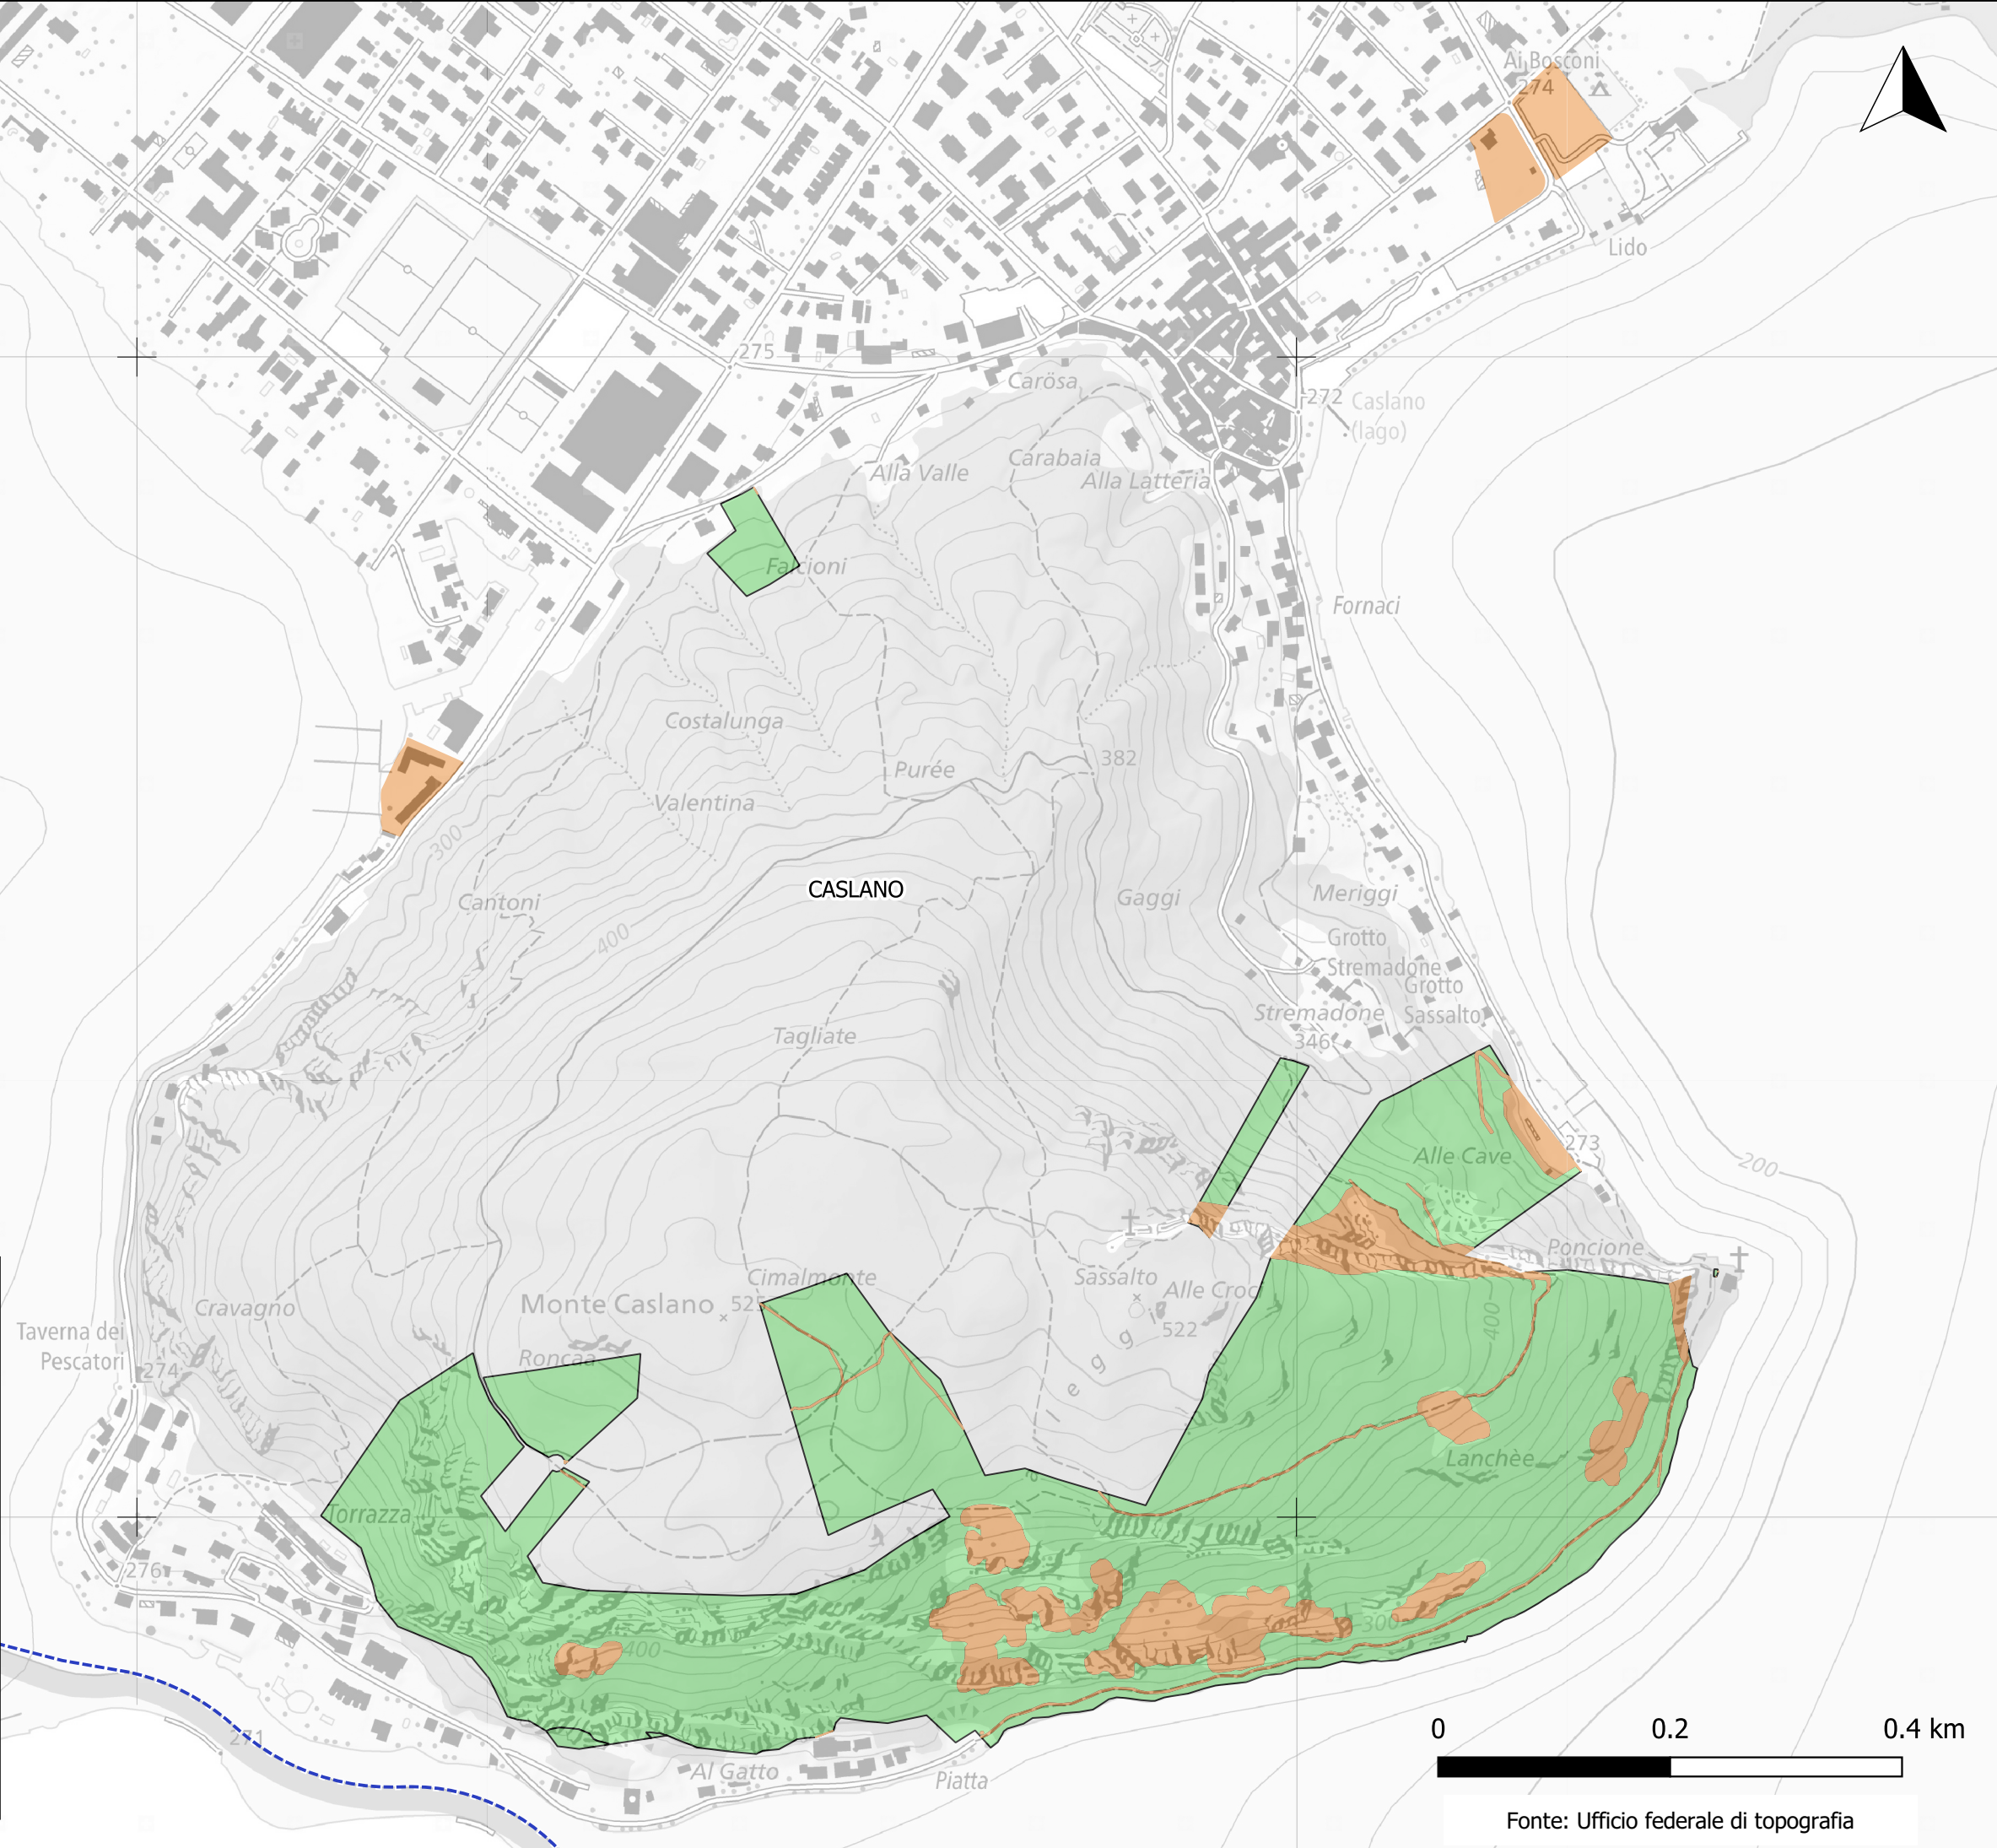 Ai Bosconi
274
Lido
275
Carösa
272
Caslano
(lago)
Carabaia
Alla Valle
Alla Latteria
Falcioni
Fornaci
Costalunga
382
Purée
Valentina
300
CASLANO
Meriggi
Gaggi
Cantoni
400
Grotto
Stremadone
Grotto
Sassalto
Stremadone
346
Tagliate
273
Alle Cave
200
Poncione
Cimalmonte
Sassalto
Alle Croci
Monte Caslano
525
Cravagno
400
522
Taverna dei
Pescatori
274
Roncaa
e g g
Lanchèe
Torrazza
276
300
400
271
Al Gatto
Piatta
0 0.2 0.4 km
Fonte: Ufficio federale di topografia